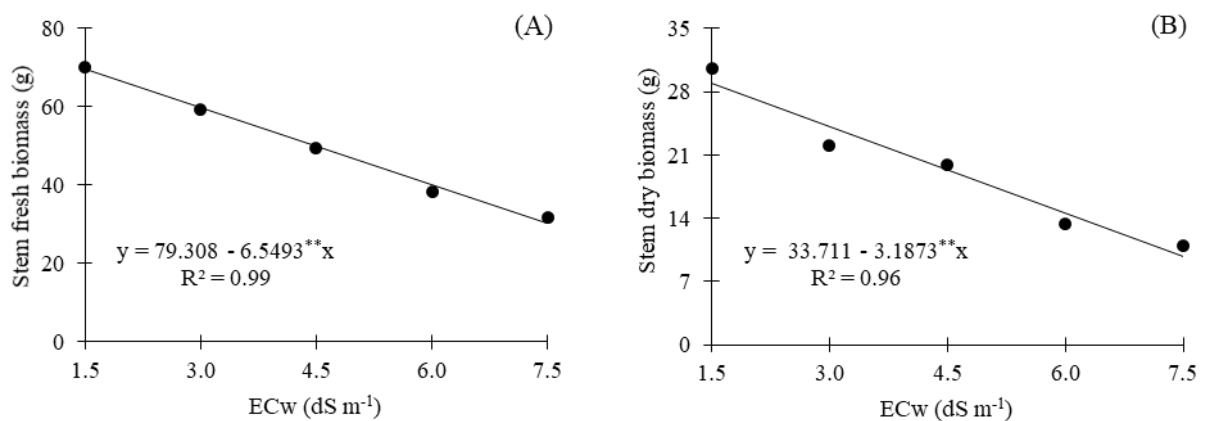 (A)
Stem fresh biomass (g)
80
60
40
20
0
y = 79.308 - 6.5493**x
R² = 0.99
1.5 3.0 4.5 6.0 7.5
ECw (dS m⁻¹)
(B)
Stem dry biomass (g)
35
28
21
14
7
0
y = 33.711 - 3.1873**x
R² = 0.96
1.5 3.0 4.5 6.0 7.5
ECw (dS m⁻¹)